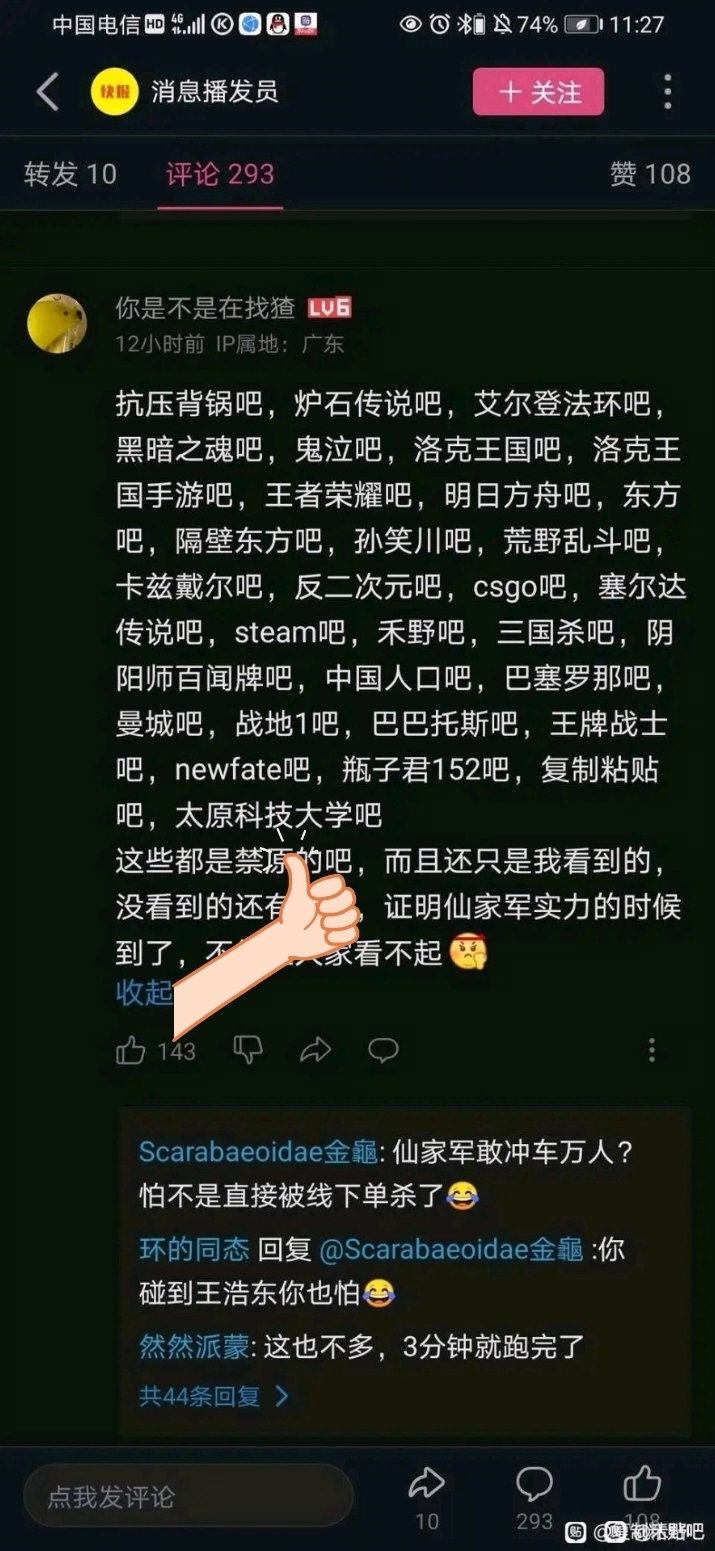 中国电信HD 4G 74% 11:27
快报 消息播发员 + 关注
转发 10 评论 293 赞 108
你是不是在找猹 LV6
12小时前 IP属地：广东
抗压背锅吧，炉石传说吧，艾尔登法环吧，
黑暗之魂吧，鬼泣吧，洛克王国吧，洛克王
国手游吧，王者荣耀吧，明日方舟吧，东方
吧，隔壁东方吧，孙笑川吧，荒野乱斗吧，
卡兹戴尔吧，反二次元吧，csgo吧，塞尔达
传说吧，steam吧，禾野吧，三国杀吧，阴
阳师百闻牌吧，中国人口吧，巴塞罗那吧，
曼城吧，战地1吧，巴巴托斯吧，王牌战士
吧，newfate吧，瓶子君152吧，复制粘贴
吧，太原科技大学吧
这些都是禁原的吧，而且还只是我看到的，
没看到的还有，证明仙家军实力的时候
到了，不家看不起
收起
143
Scarabaeoidae金龜: 仙家军敢冲车万人？
怕不是直接被线下单杀了😂
环的同态 回复 @Scarabaeoidae金龜 :你
碰到王浩东你也怕😂
然然派蒙: 这也不多，3分钟就跑完了
共44条回复 >
点我发评论 10 293 108
贴 复制粘贴吧